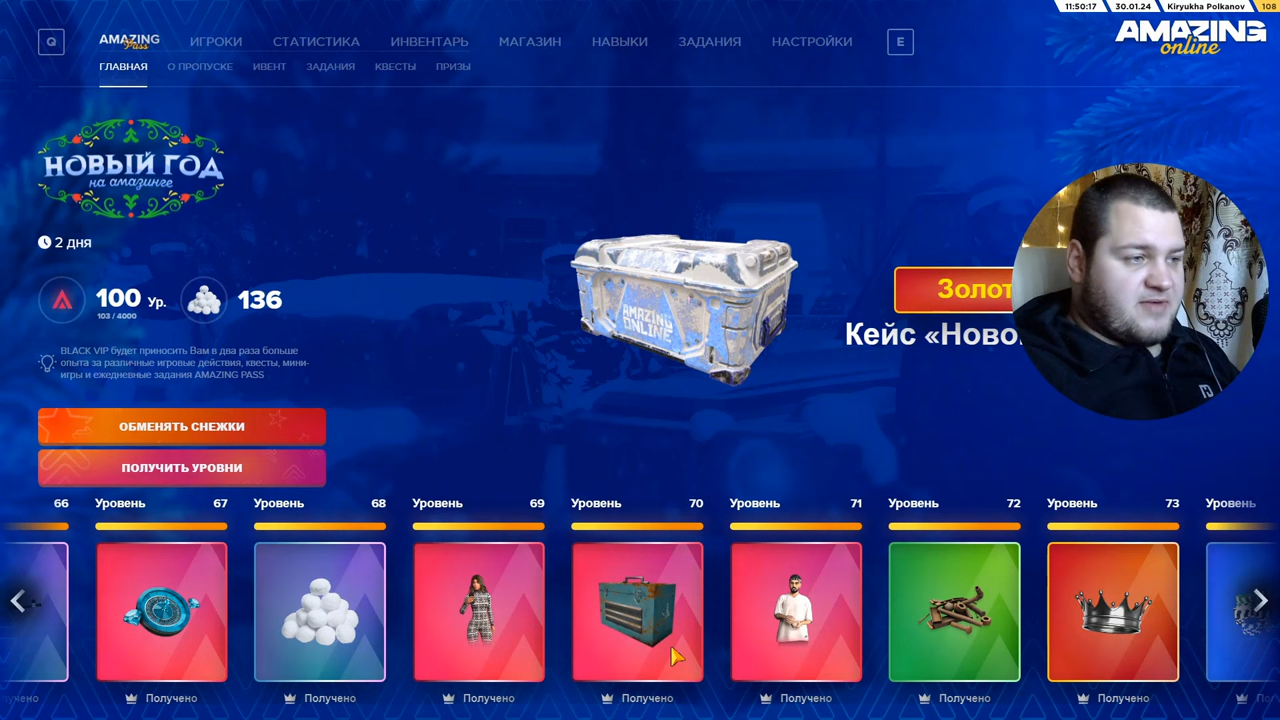 11:50:17 30.01.24 Kiryukha Polkanov 108
AMAZING
online
Q
AMAZING
Pass
ИГРОКИ СТАТИСТИКА ИНВЕНТАРЬ МАГАЗИН НАВЫКИ ЗАДАНИЯ НАСТРОЙКИ
E
ГЛАВНАЯ О ПРОПУСКЕ ИВЕНТ ЗАДАНИЯ КВЕСТЫ ПРИЗЫ
НОВЫЙ ГОД
на амазинге
2 дня
100 Ур. 136
103 / 4000
BLACK VIP будет приносить Вам в два раза больше
опыта за различные игровые действия, квесты, мини-
игры и ежедневные задания AMAZING PASS
AMAZING
ONLINE
Золот
Кейс «Ново
ОБМЕНЯТЬ СНЕЖКИ
ПОЛУЧИТЬ УРОВНИ
66 Уровень 67 Уровень 68 Уровень 69 Уровень 70 Уровень 71 Уровень 72 Уровень 73 Уровень
Получено Получено Получено Получено Получено Получено Получено